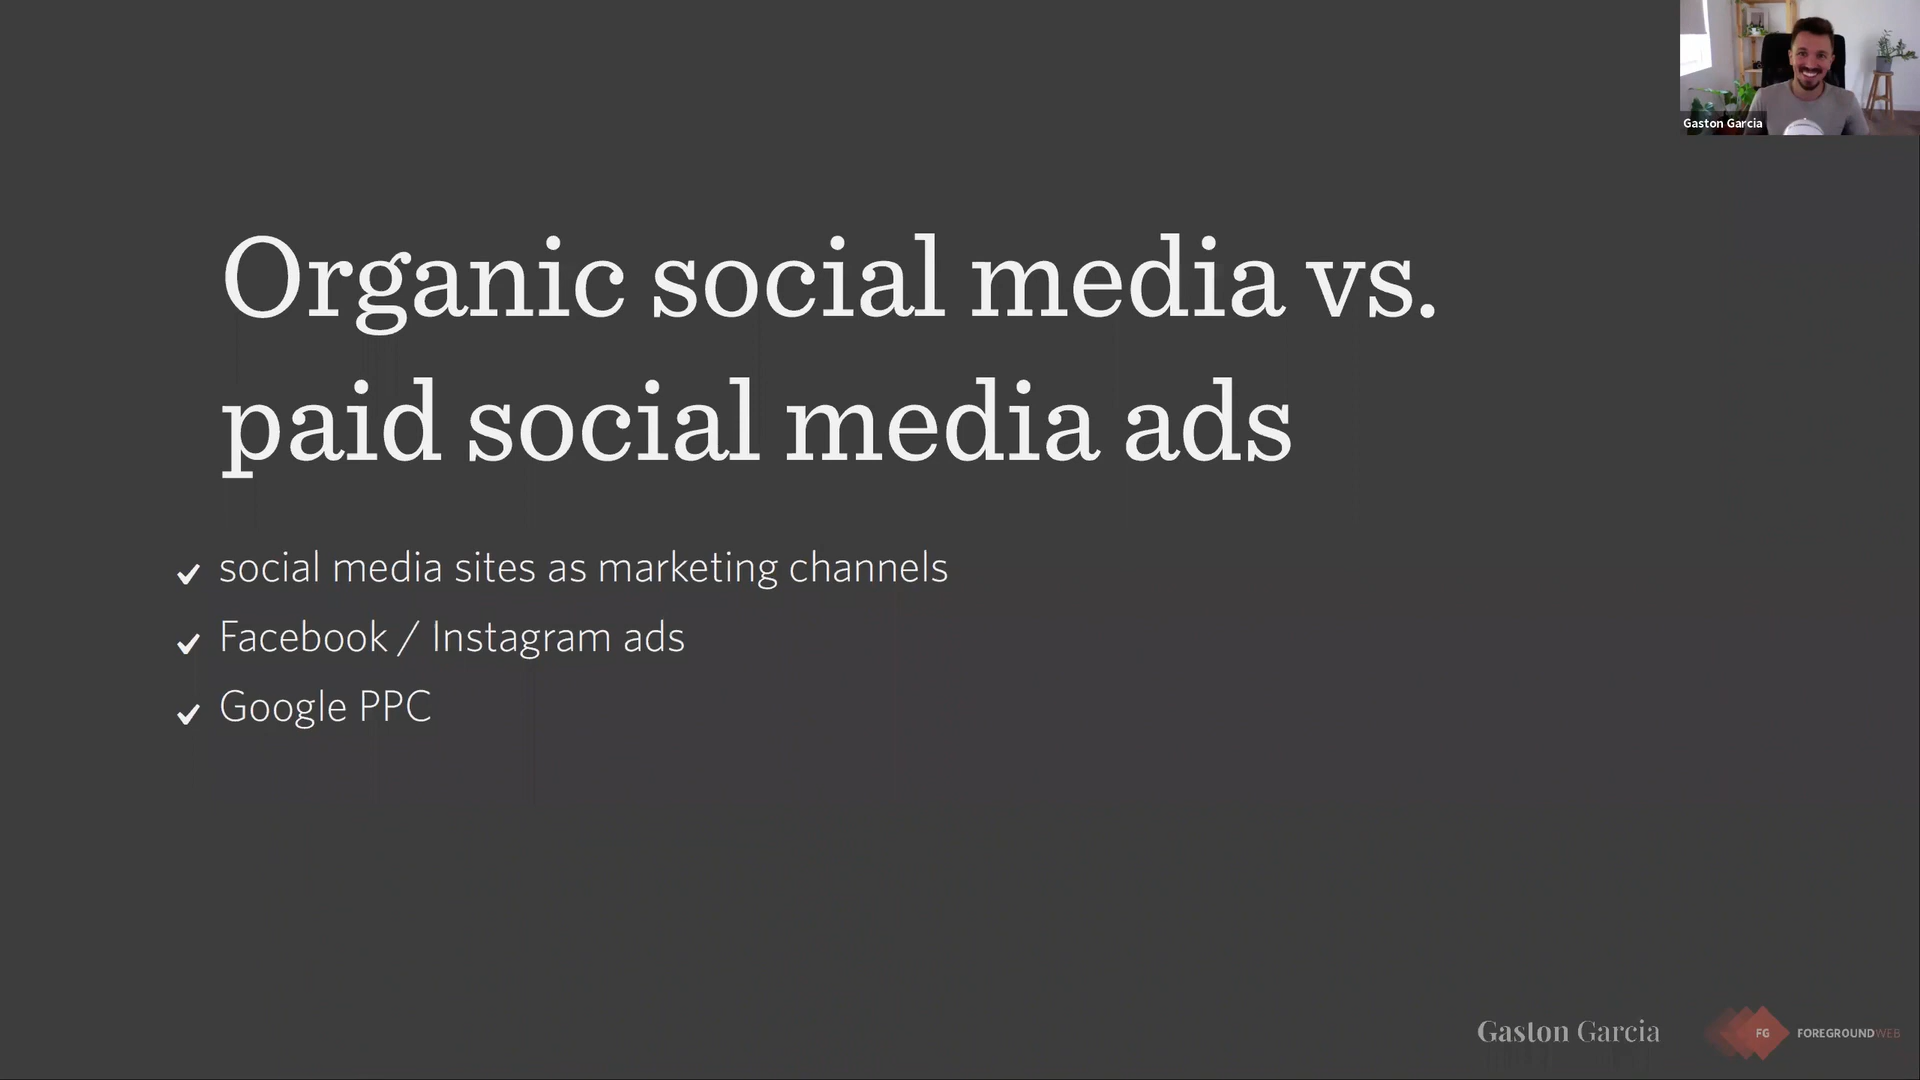 Gaston Garcia
Organic social media vs.
paid social media ads
social media sites as marketing channels
Facebook / Instagram ads
Google PPC
Gaston Garcia
FG FOREGROUNDWEB